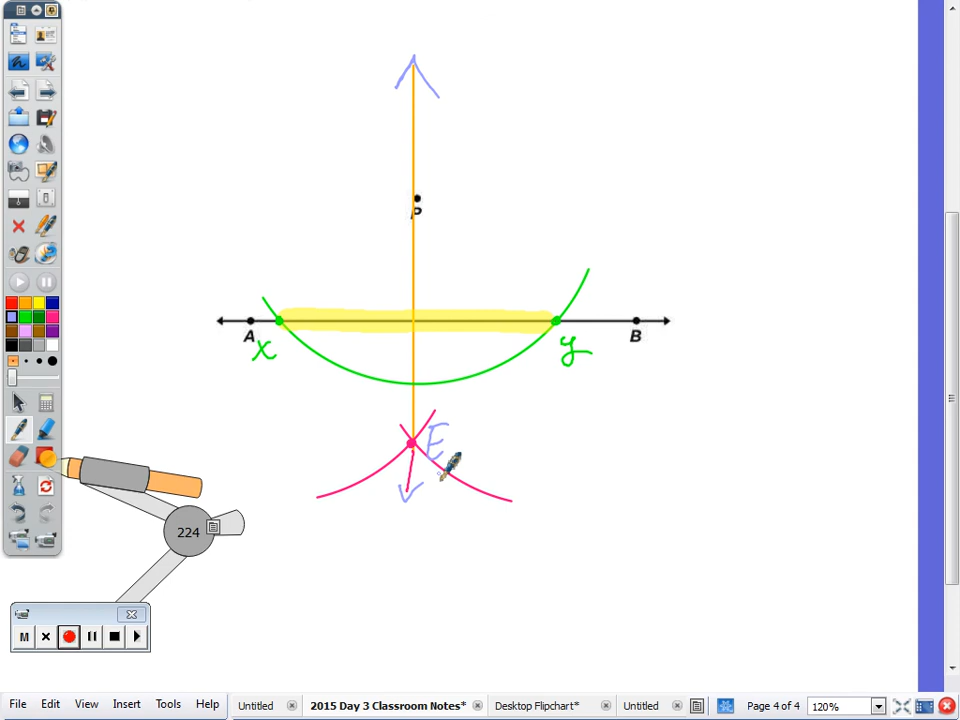 P
A
B
x
y
E
224
M
File Edit View Insert Tools Help
Untitled
2015 Day 3 Classroom Notes*
Desktop Flipchart*
Untitled
Page 4 of 4
120%